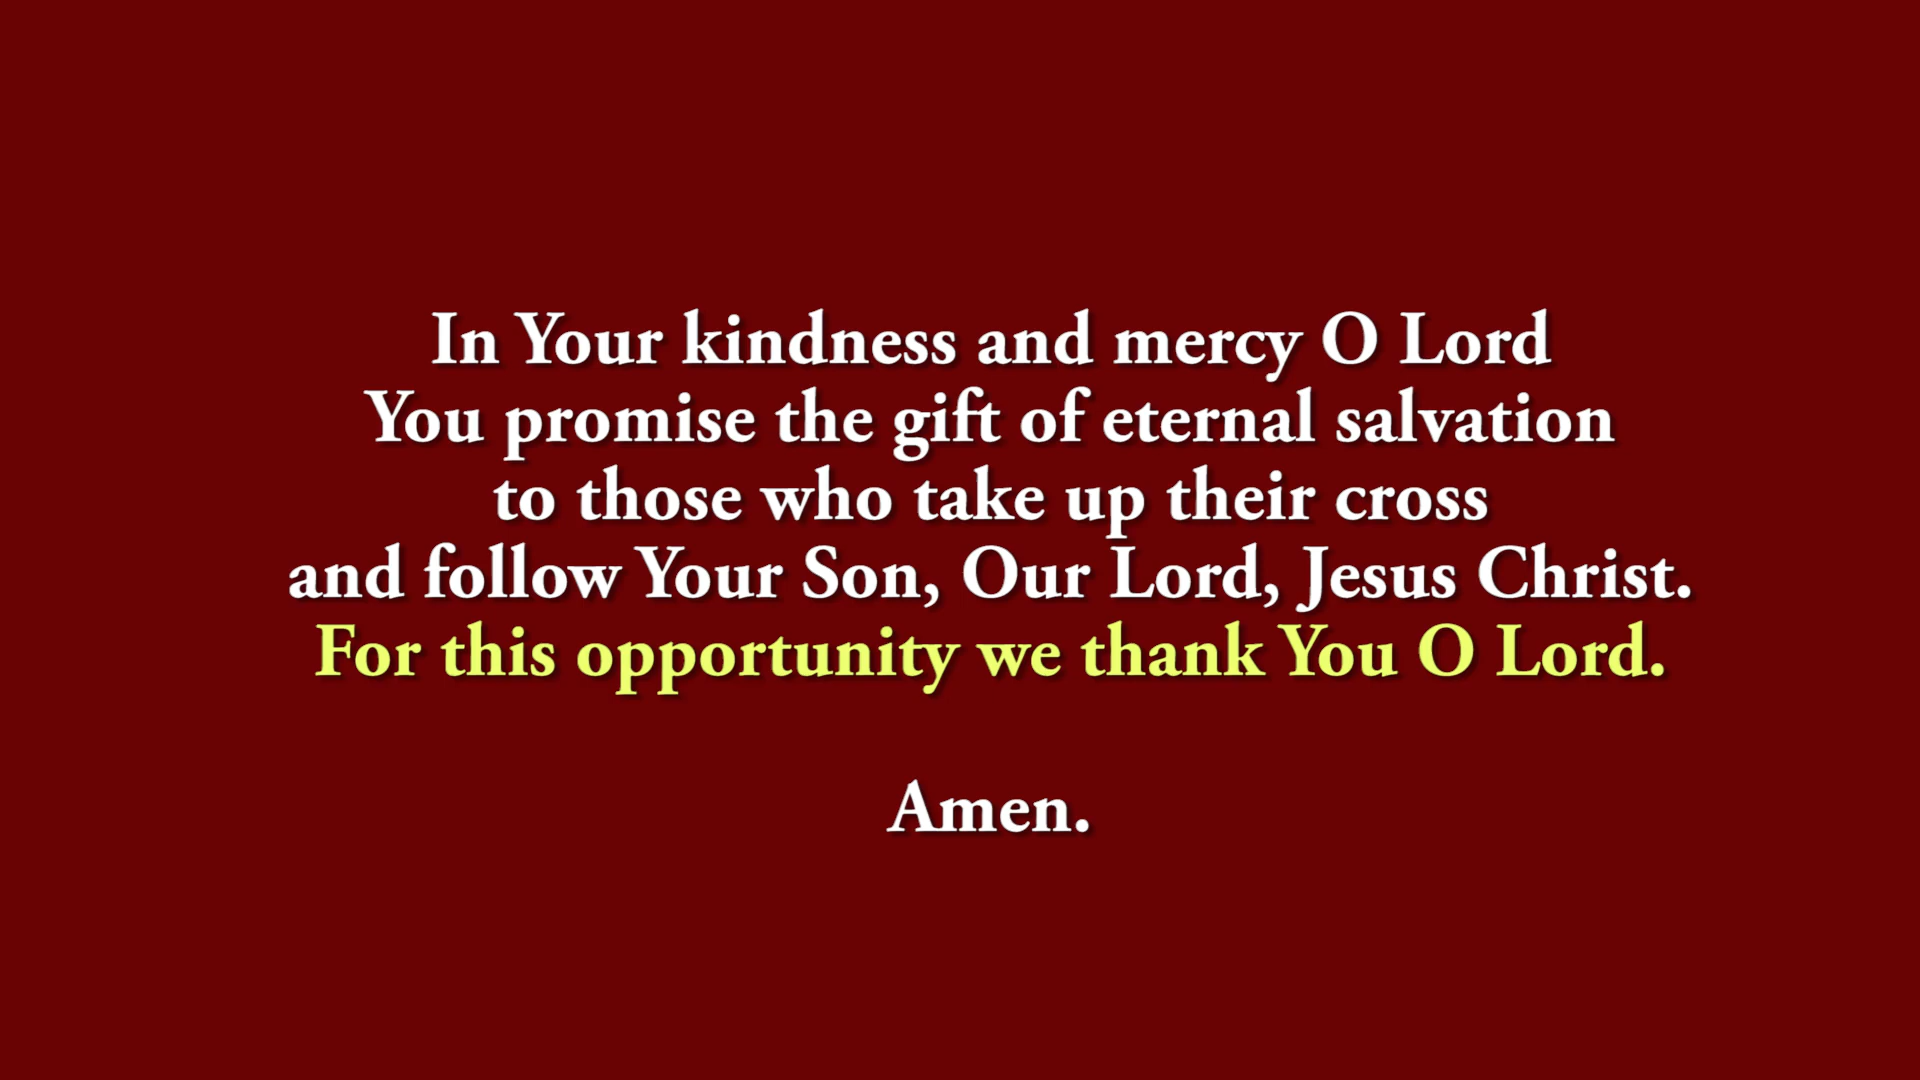 In Your kindness and mercy O Lord
You promise the gift of eternal salvation
to those who take up their cross
and follow Your Son, Our Lord, Jesus Christ.
For this opportunity we thank You O Lord.
Amen.